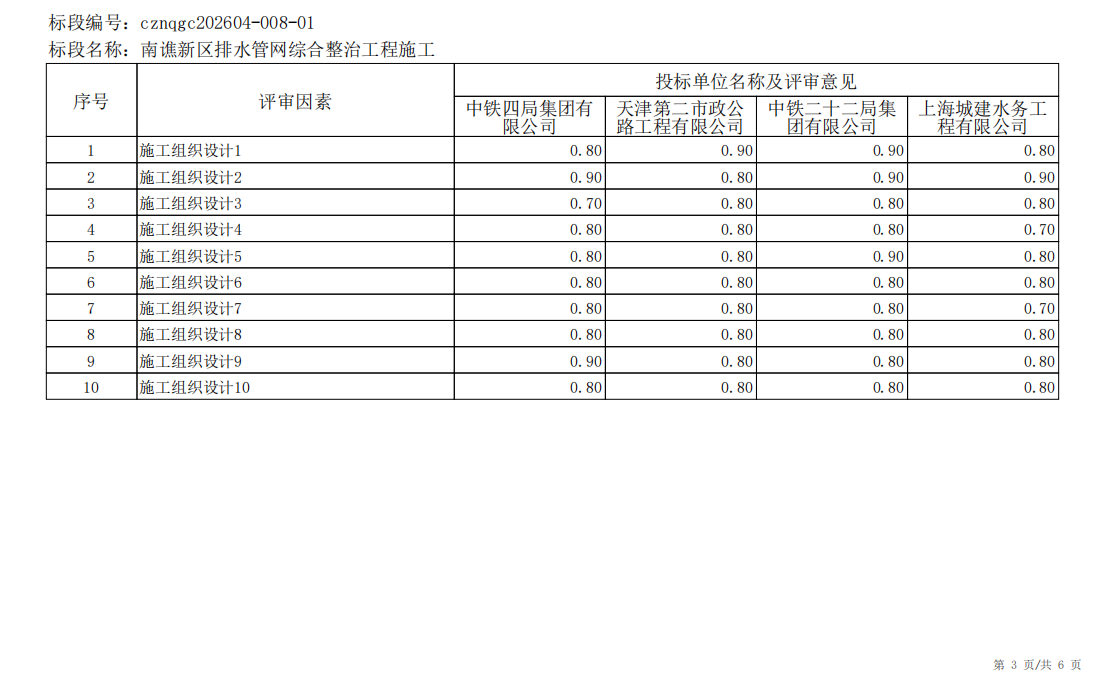 标段编号：cznqgc202604-008-01
标段名称：南谯新区排水管网综合整治工程施工
序号 评审因素 投标单位名称及评审意见
中铁四局集团有限公司 天津第二市政公路工程有限公司 中铁二十二局集团有限公司 上海城建水务工程有限公司
1 施工组织设计1 0.80 0.90 0.90 0.80
2 施工组织设计2 0.90 0.80 0.90 0.90
3 施工组织设计3 0.70 0.80 0.80 0.80
4 施工组织设计4 0.80 0.80 0.80 0.70
5 施工组织设计5 0.80 0.80 0.90 0.80
6 施工组织设计6 0.80 0.80 0.80 0.80
7 施工组织设计7 0.80 0.80 0.80 0.70
8 施工组织设计8 0.80 0.80 0.80 0.80
9 施工组织设计9 0.90 0.80 0.80 0.80
10 施工组织设计10 0.80 0.80 0.80 0.80
第 3 页/共 6 页